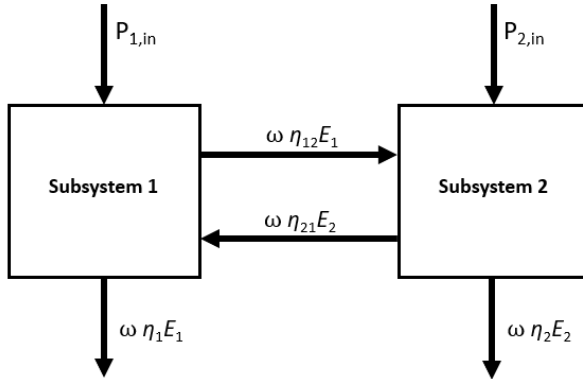 P₁,in
P₂,in
ω η₁₂E₁
Subsystem 1
Subsystem 2
ω η₂₁E₂
ω η₁E₁
ω η₂E₂